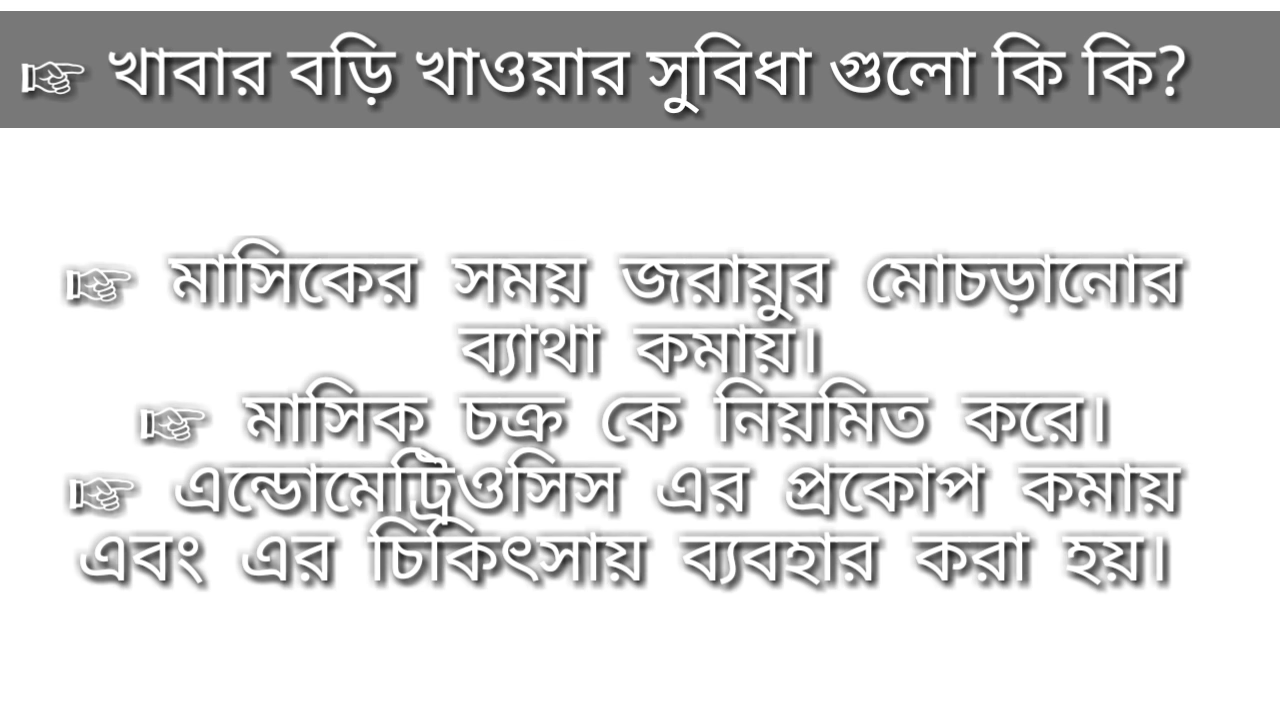 ☞ খাবার বড়ি খাওয়ার সুবিধা গুলো কি কি?
☞ মাসিকের সময় জরায়ুর মোচড়ানোর
ব্যাথা কমায়।
☞ মাসিক্ চক্র কে নিয়মিত করে।
☞ এন্ডোমেট্রিওসিস এর প্রকোপ কমায়
এবং এর চিকিৎসায় ব্যবহার করা হয়।